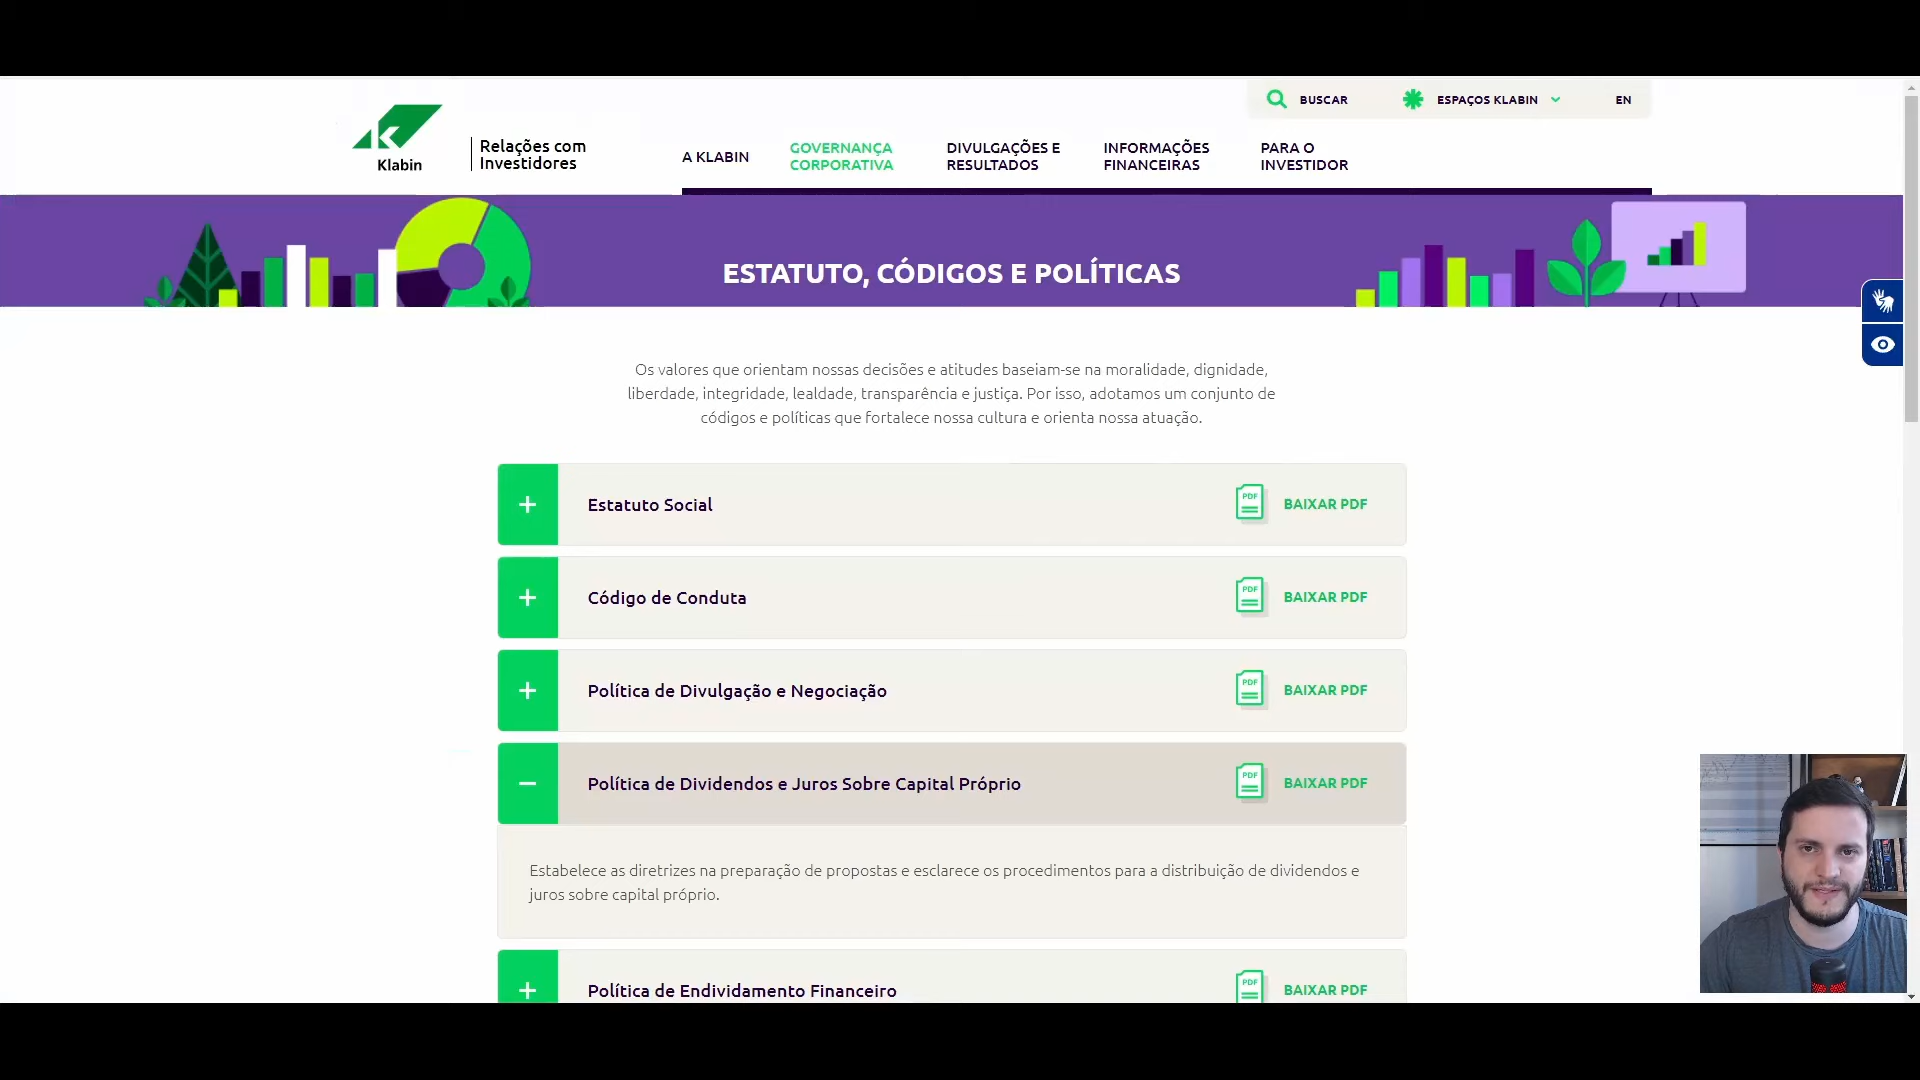 BUSCAR
ESPAÇOS KLABIN
EN
Klabin
Relações com
Investidores
A KLABIN
GOVERNANÇA
CORPORATIVA
DIVULGAÇÕES E
RESULTADOS
INFORMAÇÕES
FINANCEIRAS
PARA O
INVESTIDOR
ESTATUTO, CÓDIGOS E POLÍTICAS
Os valores que orientam nossas decisões e atitudes baseiam-se na moralidade, dignidade,
liberdade, integridade, lealdade, transparência e justiça. Por isso, adotamos um conjunto de
códigos e políticas que fortalece nossa cultura e orienta nossa atuação.
+ Estatuto Social PDF BAIXAR PDF
+ Código de Conduta PDF BAIXAR PDF
+ Política de Divulgação e Negociação PDF BAIXAR PDF
− Política de Dividendos e Juros Sobre Capital Próprio PDF BAIXAR PDF
Estabelece as diretrizes na preparação de propostas e esclarece os procedimentos para a distribuição de dividendos e
juros sobre capital próprio.
+ Política de Endividamento Financeiro PDF BAIXAR PDF